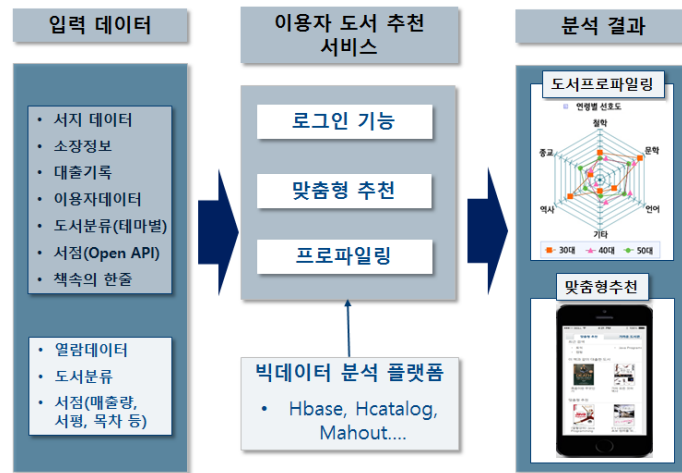 입력 데이터
이용자 도서 추천
서비스
분석 결과
• 서지 데이터
• 소장정보
• 대출기록
• 이용자데이터
• 도서분류(테마별)
• 서점(Open API)
• 책속의 한줄
• 열람데이터
• 도서분류
• 서점(매출량,
서평, 목차 등)
로그인 기능
맞춤형 추천
프로파일링
빅데이터 분석 플랫폼
• Hbase, Hcatalog,
Mahout....
도서프로파일링
연령별 선호도
철학
종교
문학
역사
언어
기타
30대 40대 50대
맞춤형추천